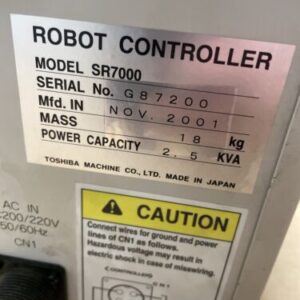 ROBOT CONTROLLER
MODEL SR7000
SERIAL No. G87200
Mfd. IN NOV. 2001
MASS 18 kg
POWER CAPACITY 2.5 KVA
TOSHIBA MACHINE CO., LTD. MADE IN JAPAN
AC IN
200/220V
50/60Hz
CN1
CAUTION
Connect wires for ground and power
lines of CN1 as follows.
Hazardous voltage may result in
electric shock in case of miswiring.